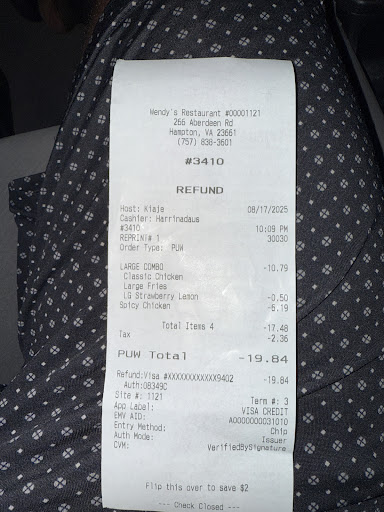 Wendy's Restaurant #00001121
266 Aberdeen Rd
Hampton, VA 23661
(757) 838-3601
#3410
REFUND
Host: Kiaje 08/17/2025
Cashier: Harrinadaus
#3410 10:09 PM
REPRINT# 1 30030
Order Type: PUW
LARGE COMBO -10.79
Classic Chicken
Large Fries
LG Strawberry Lemon -0.50
Spicy Chicken -6.19
Total Items 4 -17.48
Tax -2.36
PUW Total -19.84
Refund:Visa #XXXXXXXXXXXX9402 -19.84
Auth:08349C
Site #: 1121 Term #: 3
App Label: VISA CREDIT
EMV AID: A0000000031010
Entry Method: Chip
Auth Mode: Issuer
CVM: VerifiedBySignature
Flip this over to save $2
--- Check Closed ---